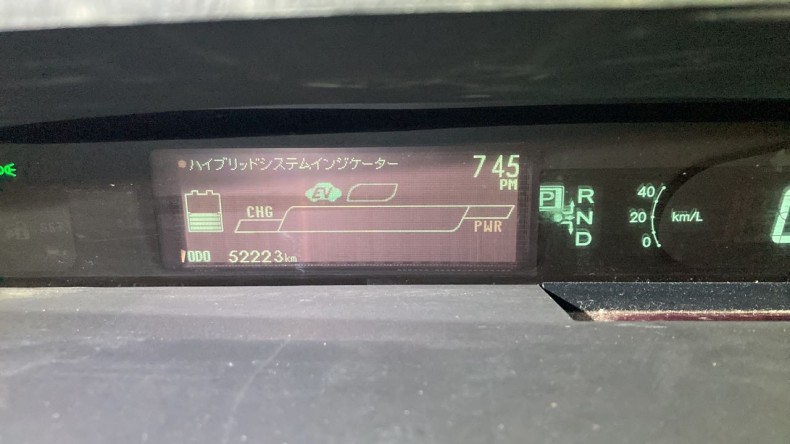 ハイブリッドシステムインジケーター
7 45
PM
EV
CHG
PWR
ODO 52223km
P R
N
D
40
20 km/L
0